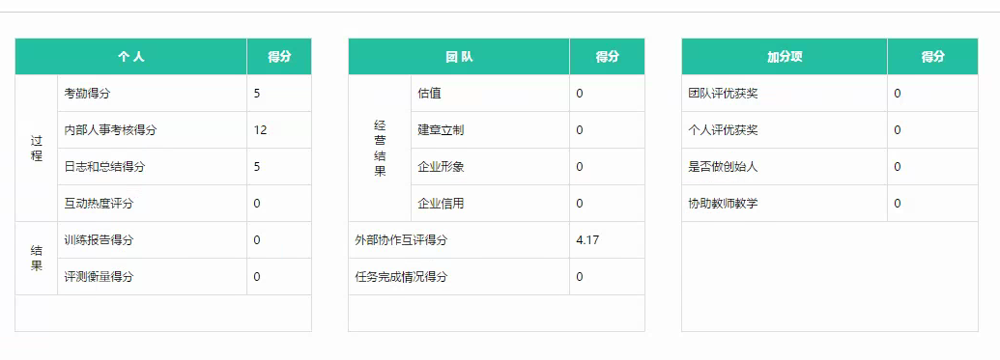 个 人 得分
过程
考勤得分 5
内部人事考核得分 12
日志和总结得分 5
互动热度评分 0
结果
训练报告得分 0
评测衡量得分 0
团 队 得分
经营结果
估值 0
建章立制 0
企业形象 0
企业信用 0
外部协作互评得分 4.17
任务完成情况得分 0
加分项 得分
团队评优获奖 0
个人评优获奖 0
是否做创始人 0
协助教师教学 0